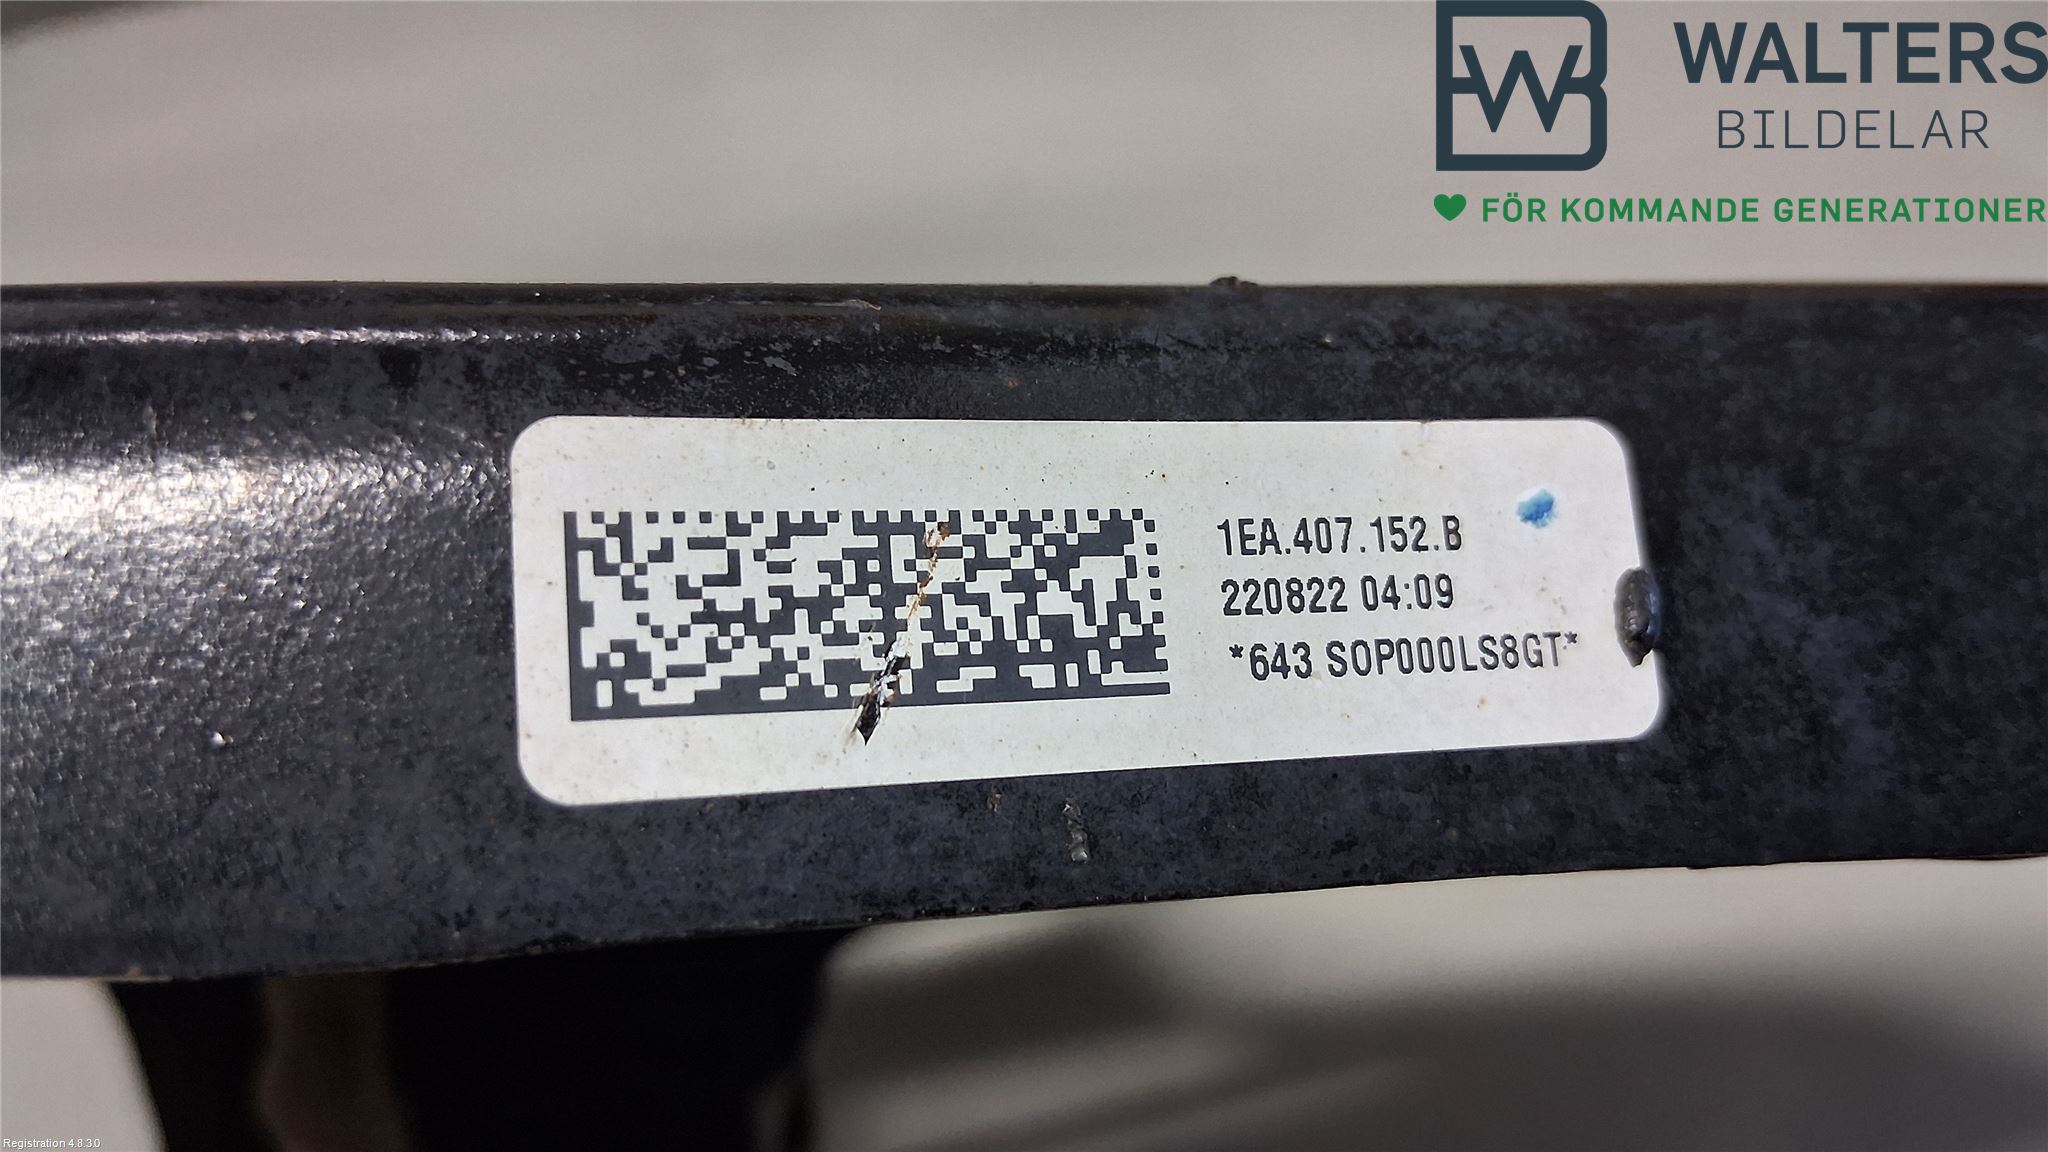 WALTERS
BILDELAR
FÖR KOMMANDE GENERATIONER
1EA.407.152.B
220822 04:09
*643 SOP000LS8GT*
Registration 4.8.3.0